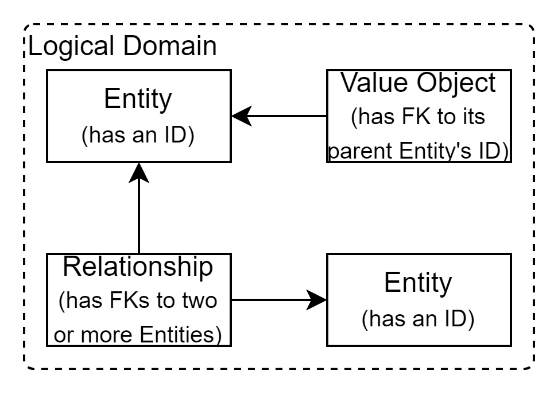 Logical Domain
Entity
(has an ID)
Value Object
(has FK to its
parent Entity's ID)
Relationship
(has FKs to two
or more Entities)
Entity
(has an ID)